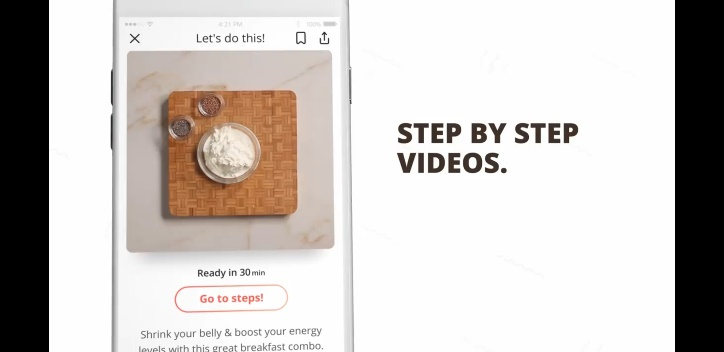 4:21 PM
100%
Let's do this!
STEP BY STEP
VIDEOS.
Ready in 30 min
Go to steps!
Shrink your belly & boost your energy
levels with this great breakfast combo.